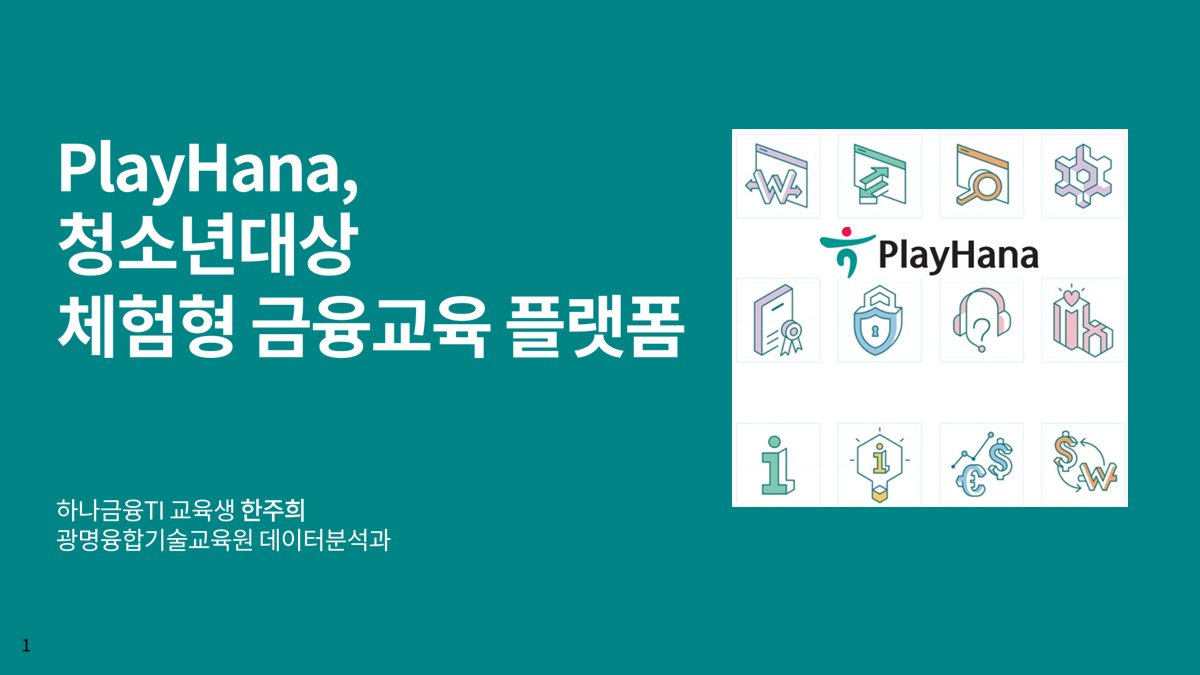 PlayHana,
청소년대상
체험형 금융교육 플랫폼
PlayHana
하나금융TI 교육생 한주희
광명융합기술교육원 데이터분석과
1